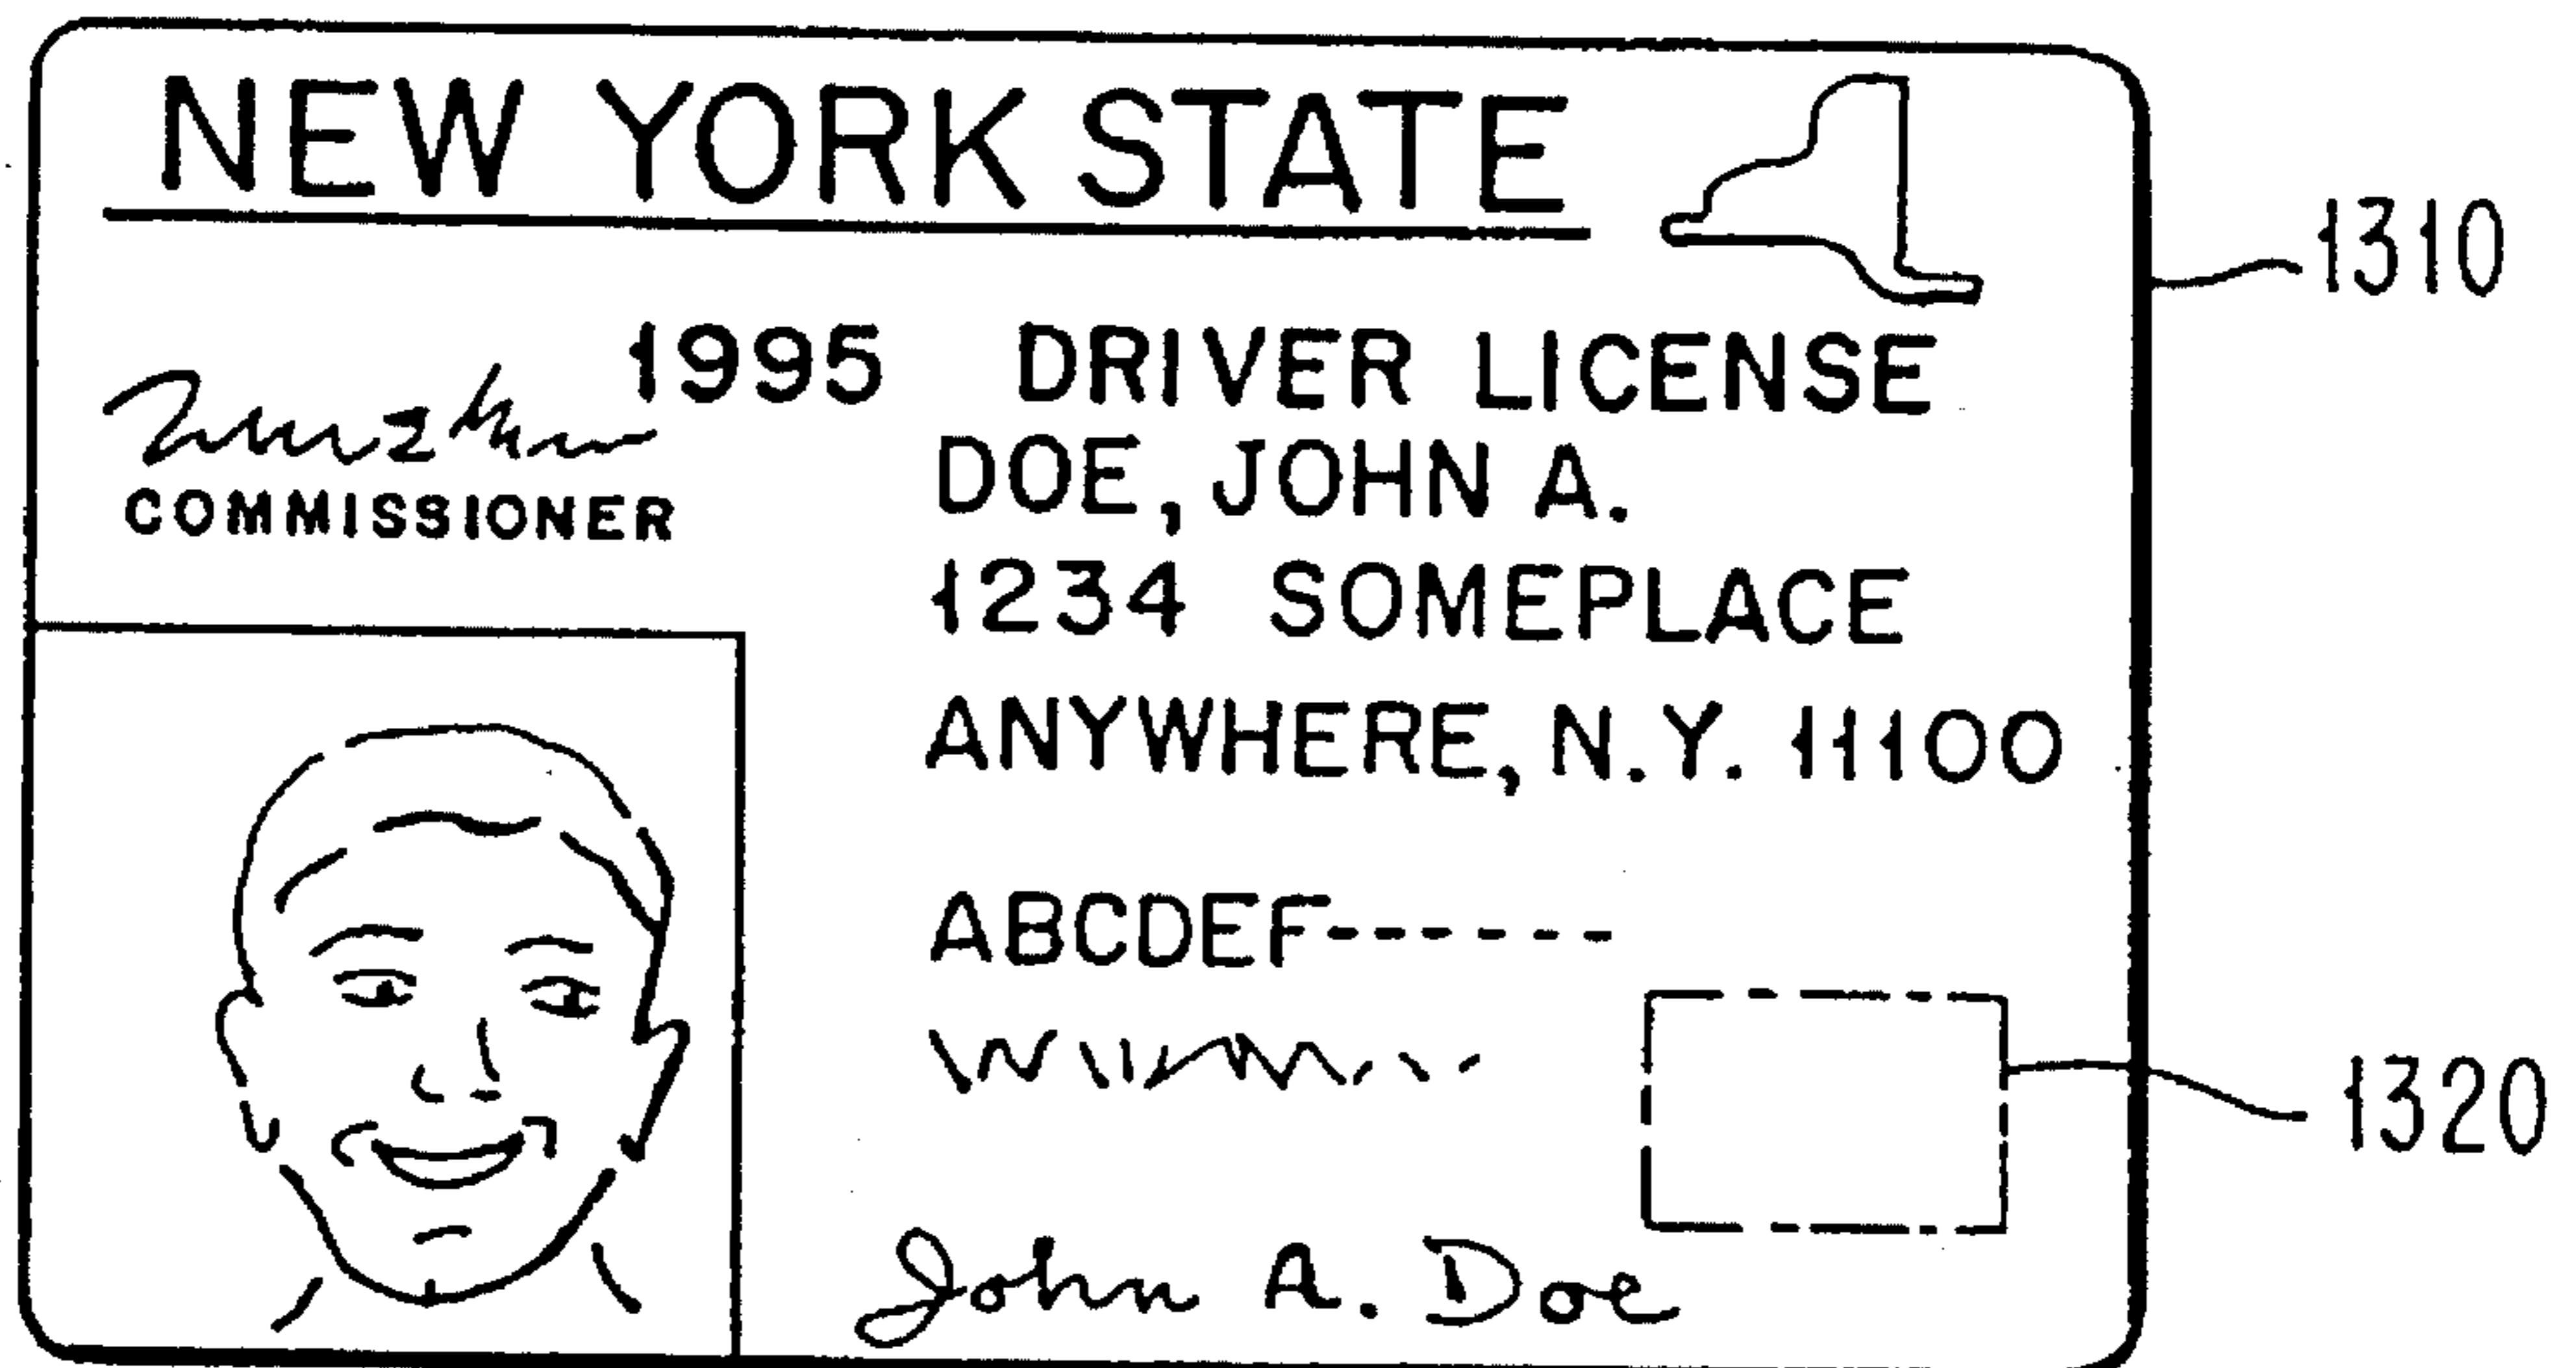 NEW YORK STATE
1310
1995 DRIVER LICENSE
COMMISSIONER
DOE, JOHN A.
1234 SOMEPLACE
ANYWHERE, N.Y. 11100
ABCDEF------
1320
John A. Doe